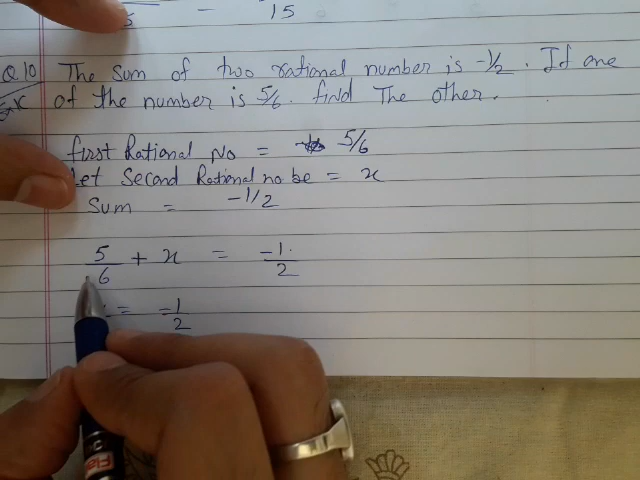 - 15
Q.10 The sum of two rational number is -1/2. If one
of the number is 5/6. find The other.
first Rational No = 5/6
Let Second Rational no be = x
Sum = -1/2
5/6 + x = -1/2
= -1/2